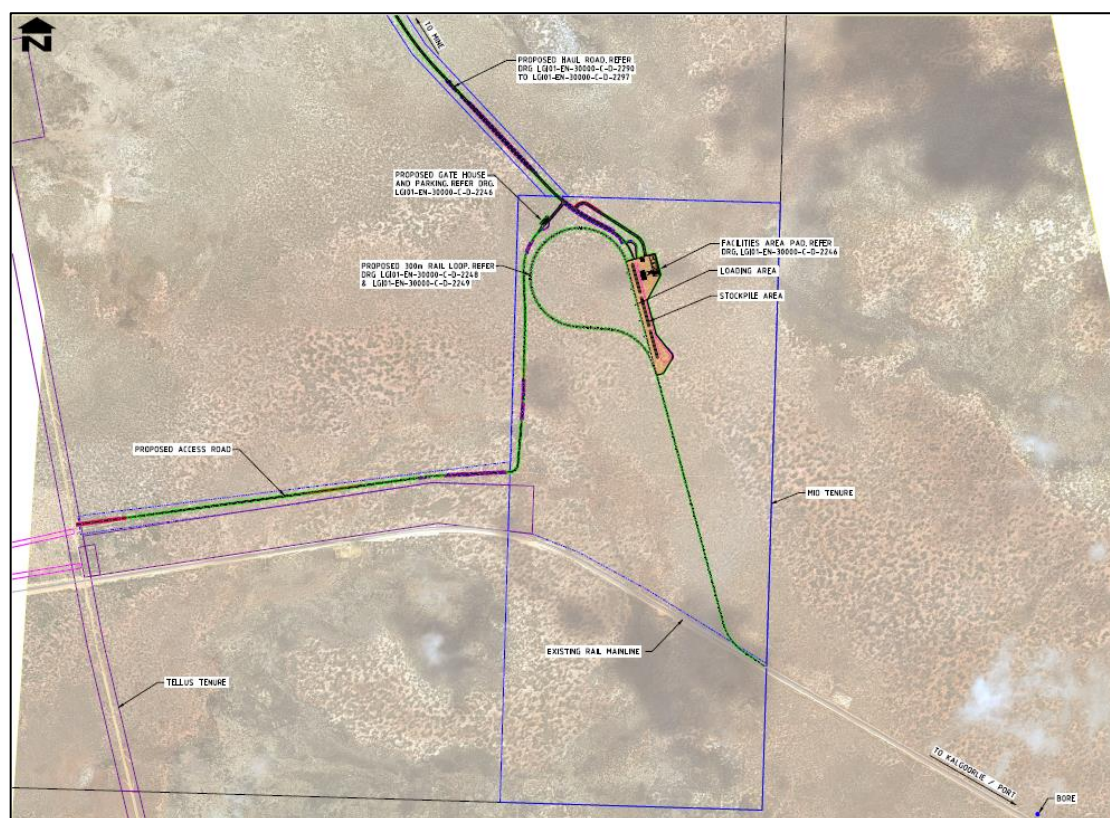 N
TO MINE
PROPOSED HAUL ROAD, REFER
DRG LGI01-EN-30000-C-D-2290
TO LGI01-EN-30000-C-D-2297
PROPOSED GATE HOUSE
AND PARKING, REFER DRG,
LGI01-EN-30000-C-D-2246
FACILITIES AREA PAD, REFER
DRG, LGI01-EN-30000-C-D-2246
PROPOSED 300m RAIL LOOP, REFER
DRG LGI01-EN-30000-C-D-2248
& LGI01-EN-30000-C-D-2249
LOADING AREA
STOCKPILE AREA
PROPOSED ACCESS ROAD
MIO TENURE
EXISTING RAIL MAINLINE
TELLUS TENURE
TO KALGOORLIE / PORT
BORE